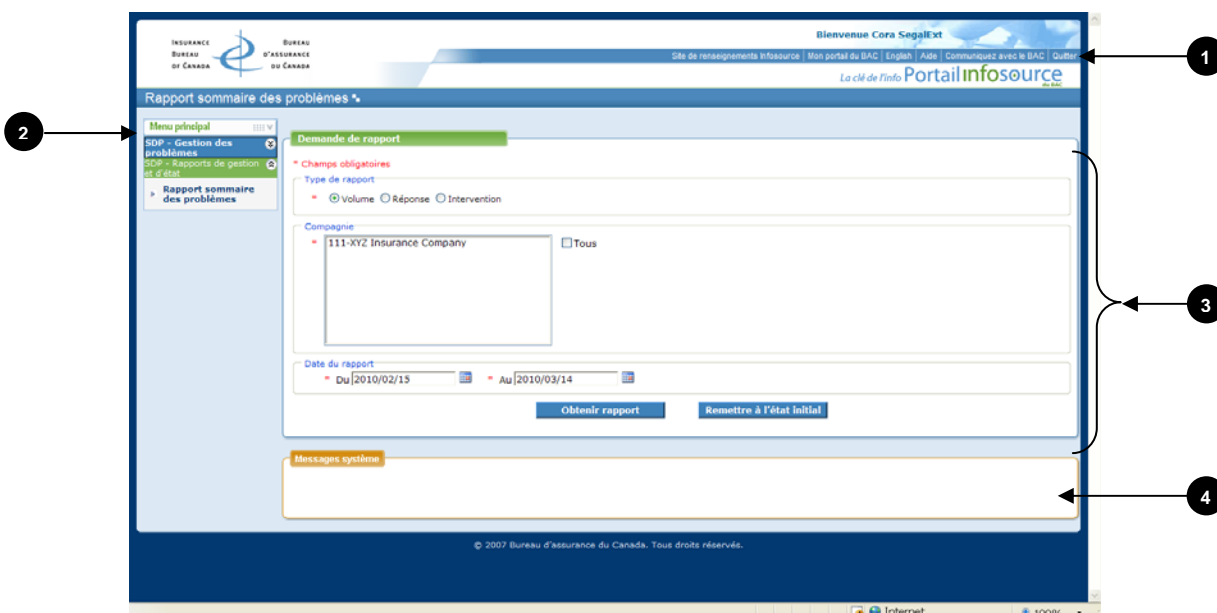 Insurance Bureau of Canada
Bureau d'assurance du Canada
Bienvenue Cora SegalExt
Site de renseignements Infosource | Mon portail du BAC | English | Aide | Communiquez avec le BAC | Quitter
1
La clé de l'info Portail infosource
du BAC
Rapport sommaire des problèmes
2
Menu principal
SDP - Gestion des
problèmes
SDP - Rapports de gestion
et d'état
Rapport sommaire
des problèmes
Demande de rapport
* Champs obligatoires
Type de rapport
* Volume Réponse Intervention
Compagnie
* 111-XYZ Insurance Company
Tous
3
Date du rapport
* Du 2010/02/15 * Au 2010/03/14
Obtenir rapport Remettre à l'état initial
Messages système
4
© 2007 Bureau d'assurance du Canada. Tous droits réservés.
Internet
100%